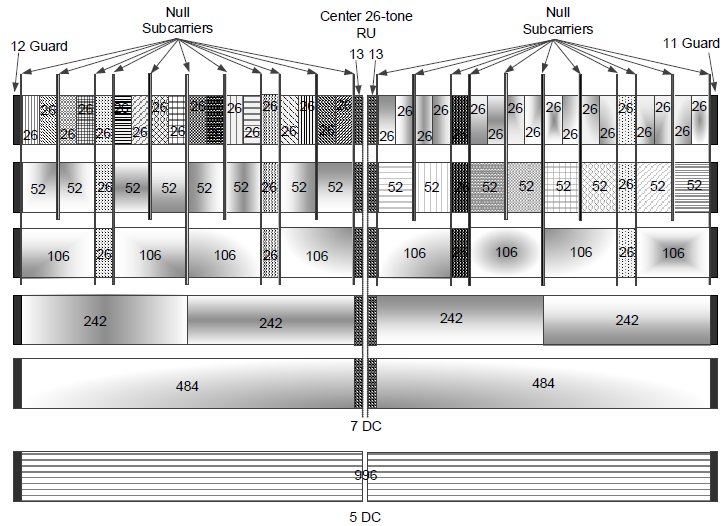 Null
Subcarriers
Center 26-tone
RU
Null
Subcarriers
12 Guard
13 13
11 Guard
26 26 26 26 26 26 26 26 26 26 26 26 26 26 26 26 26 26
26 26 26 26 26 26 26 26 26 26 26 26 26 26 26 26 26 26
52 52 26 52 52 52 52 26 52 52 52 52 26 52 52 52 52 26 52 52
106 26 106 106 26 106 106 26 106 106 26 106
242 242 242 242
484 484
7 DC
996
5 DC